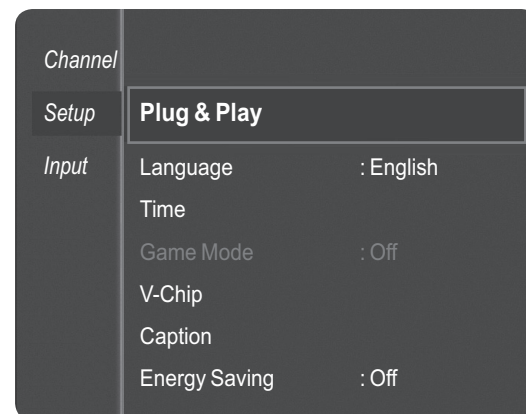 Channel
Setup
Input
Plug & Play
Language : English
Time
Game Mode : Off
V-Chip
Caption
Energy Saving : Off